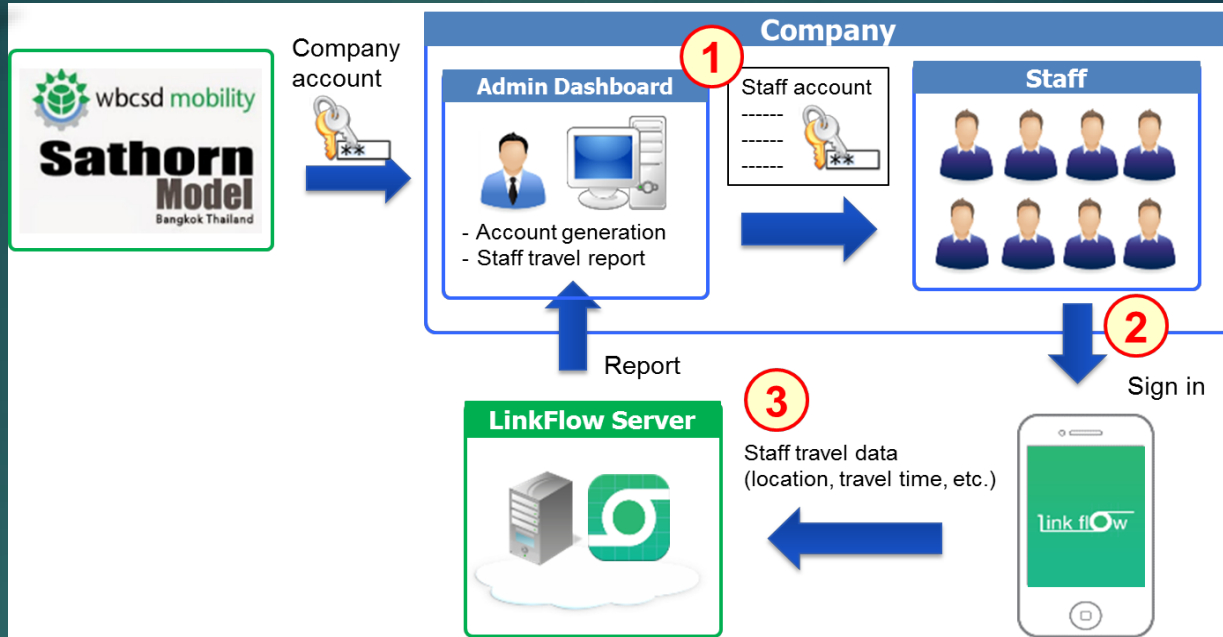 wbcsd mobility
Sathorn
Model
Bangkok Thailand
Company
account
**
Company
1
Admin Dashboard
- Account generation
- Staff travel report
Staff account
------
------
------
**
Staff
2
Sign in
Report
3
LinkFlow Server
Staff travel data
(location, travel time, etc.)
link flOw